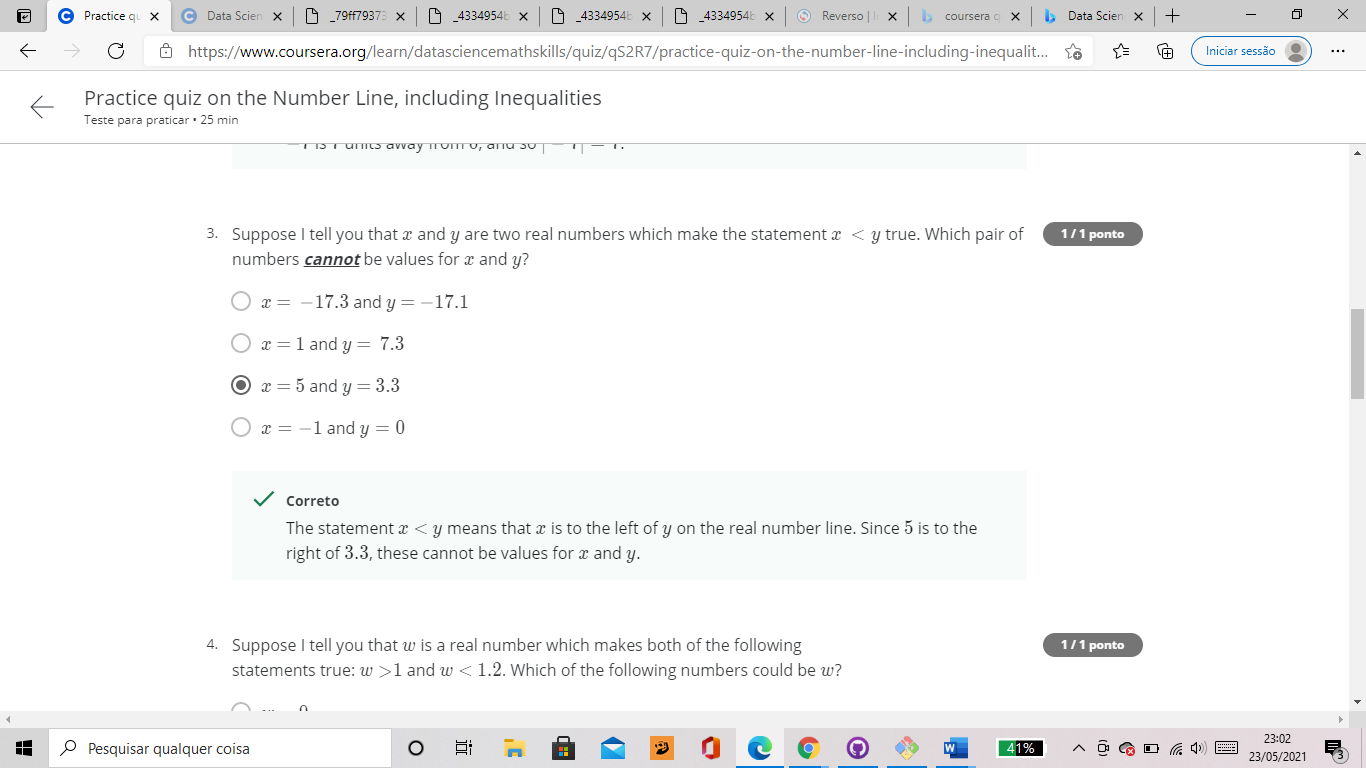 Practice qu
Data Scien
_79ff79373
_4334954b
_4334954b
_4334954b
Reverso | I
coursera q
Data Scien
https://www.coursera.org/learn/datasciencemathskills/quiz/qS2R7/practice-quiz-on-the-number-line-including-inequalit...
Iniciar sessão
Practice quiz on the Number Line, including Inequalities
Teste para praticar • 25 min
units away from 0, and so
3. Suppose I tell you that x and y are two real numbers which make the statement x < y true. Which pair of
numbers cannot be values for x and y?
1 / 1 ponto
x = −17.3 and y = −17.1
x = 1 and y = 7.3
x = 5 and y = 3.3
x = −1 and y = 0
Correto
The statement x < y means that x is to the left of y on the real number line. Since 5 is to the
right of 3.3, these cannot be values for x and y.
4. Suppose I tell you that w is a real number which makes both of the following
statements true: w >1 and w < 1.2. Which of the following numbers could be w?
1 / 1 ponto
Pesquisar qualquer coisa
41%
23:02
23/05/2021
3